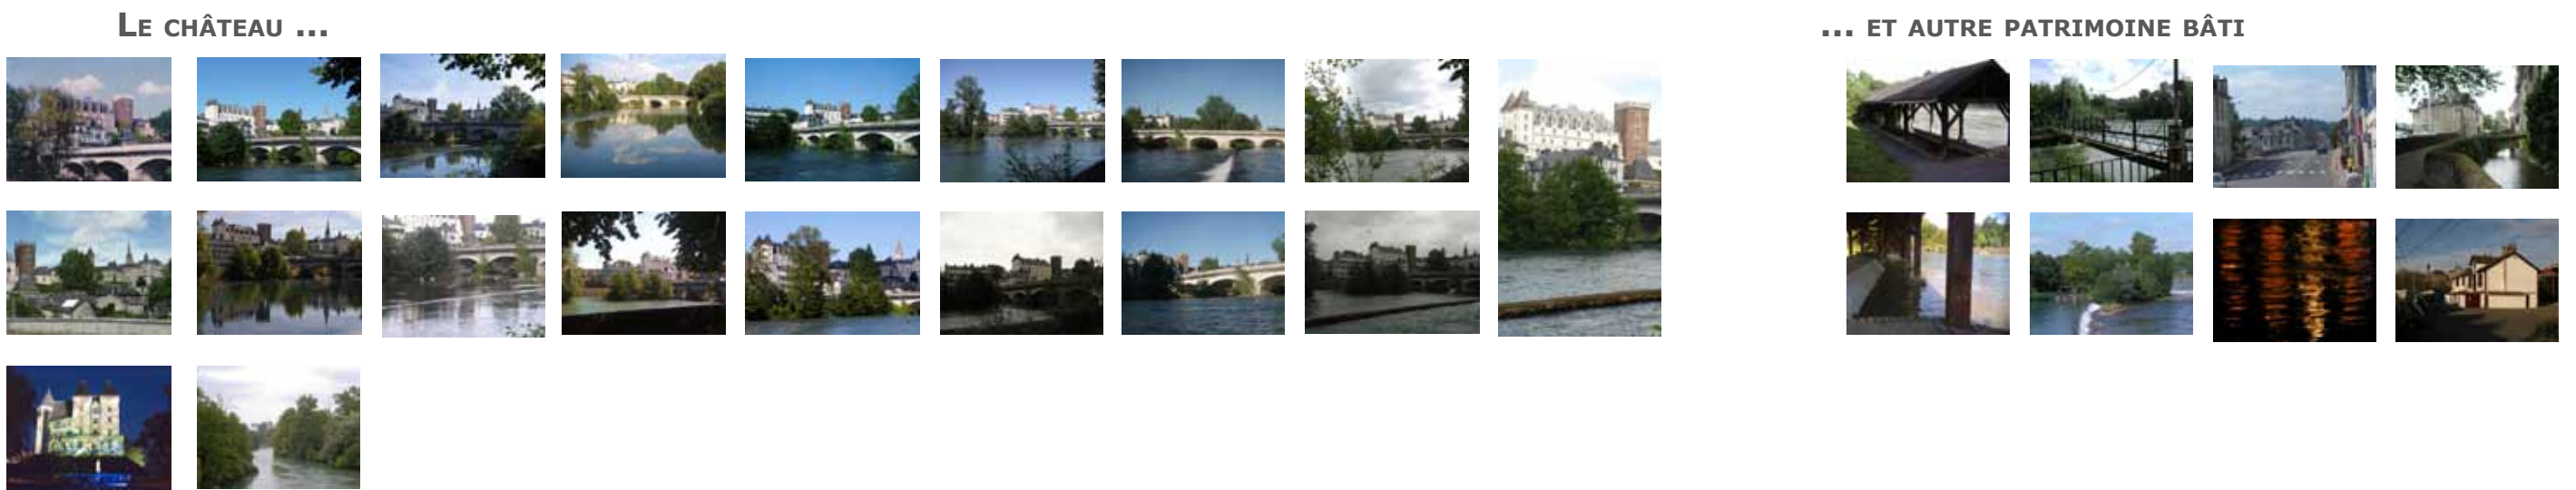 Le château ...
... et autre patrimoine bâti